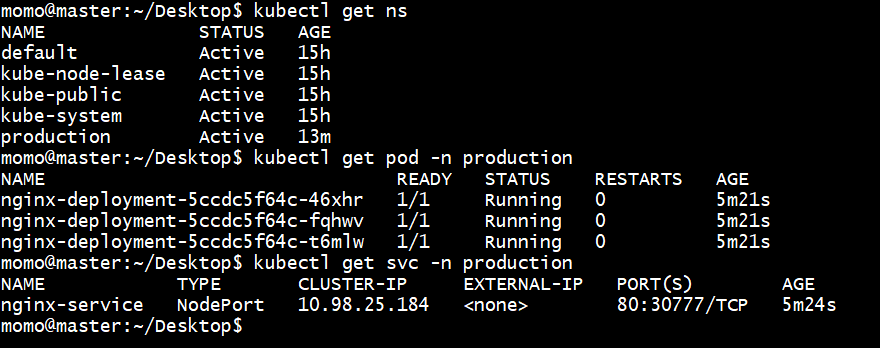 momo@master:~/Desktop$ kubectl get ns
NAME              STATUS   AGE
default           Active   15h
kube-node-lease   Active   15h
kube-public       Active   15h
kube-system       Active   15h
production        Active   13m
momo@master:~/Desktop$ kubectl get pod -n production
NAME                                READY   STATUS    RESTARTS   AGE
nginx-deployment-5ccdc5f64c-46xhr   1/1     Running   0          5m21s
nginx-deployment-5ccdc5f64c-fqhwv   1/1     Running   0          5m21s
nginx-deployment-5ccdc5f64c-t6mlw   1/1     Running   0          5m21s
momo@master:~/Desktop$ kubectl get svc -n production
NAME            TYPE       CLUSTER-IP     EXTERNAL-IP   PORT(S)        AGE
nginx-service   NodePort   10.98.25.184   <none>        80:30777/TCP   5m24s
momo@master:~/Desktop$